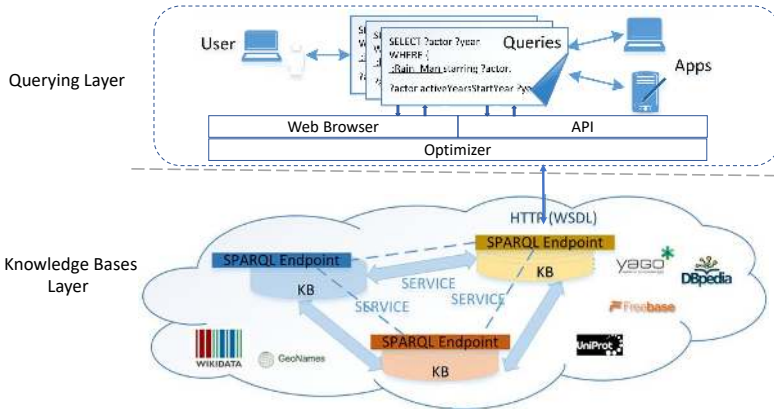 User
SELECT ?actor ?year
WHERE {
:Rain_Man starring ?actor.
?actor activeYearsStartYear ?ye
Queries
Apps
Querying Layer
Web Browser
API
Optimizer
HTTP (WSDL)
SPARQL Endpoint
KB
SPARQL Endpoint
KB
SERVICE
SERVICE
SERVICE
SPARQL Endpoint
KB
Knowledge Bases
Layer
yago
DBpedia
Freebase
UniProt
WIKIDATA
GeoNames